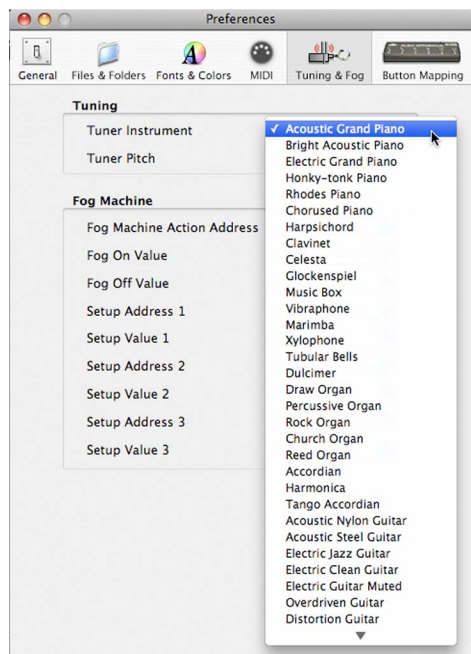 Preferences
General Files & Folders Fonts & Colors MIDI Tuning & Fog Button Mapping
Tuning
Tuner Instrument
Tuner Pitch
Fog Machine
Fog Machine Action Address
Fog On Value
Fog Off Value
Setup Address 1
Setup Value 1
Setup Address 2
Setup Value 2
Setup Address 3
Setup Value 3
✓ Acoustic Grand Piano
Bright Acoustic Piano
Electric Grand Piano
Honky-tonk Piano
Rhodes Piano
Chorused Piano
Harpsichord
Clavinet
Celesta
Glockenspiel
Music Box
Vibraphone
Marimba
Xylophone
Tubular Bells
Dulcimer
Draw Organ
Percussive Organ
Rock Organ
Church Organ
Reed Organ
Accordian
Harmonica
Tango Accordian
Acoustic Nylon Guitar
Acoustic Steel Guitar
Electric Jazz Guitar
Electric Clean Guitar
Electric Guitar Muted
Overdriven Guitar
Distortion Guitar